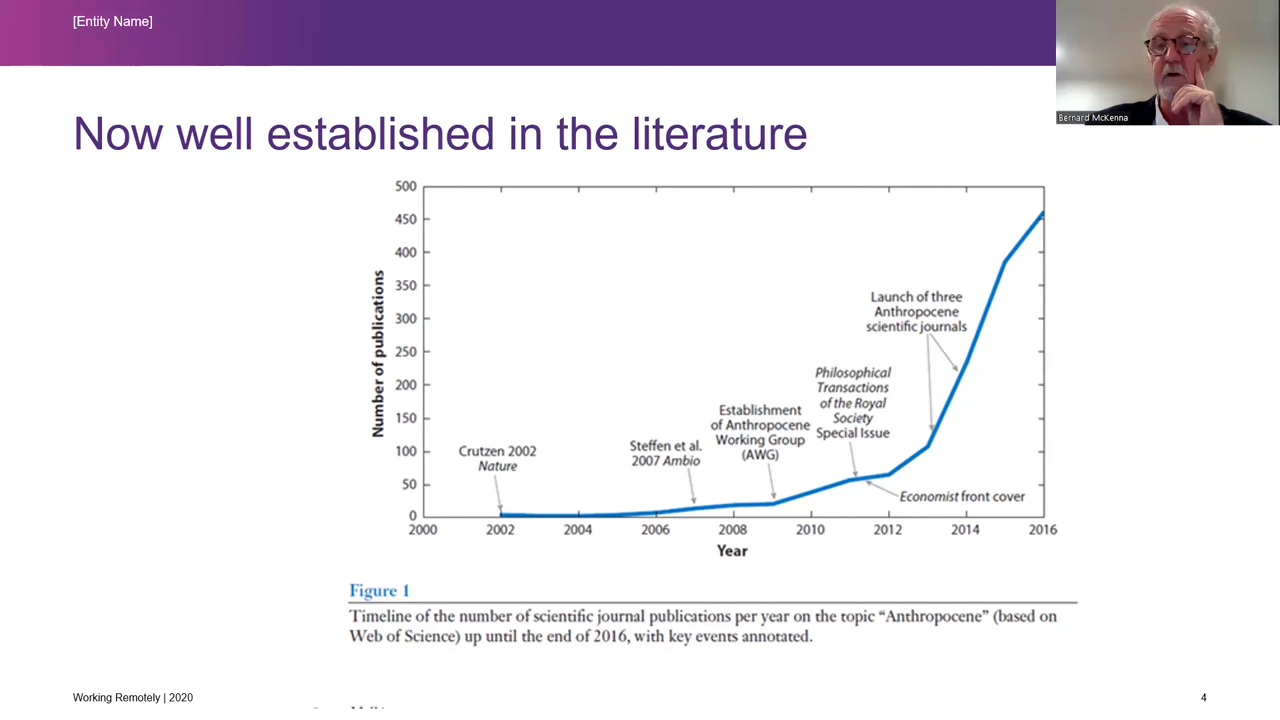 [Entity Name]
Bernard McKenna
Now well established in the literature
500
450
400
350
300
250
200
150
100
50
0
Number of publications
Crutzen 2002
Nature
Steffen et al.
2007 Ambio
Establishment
of Anthropocene
Working Group
(AWG)
Philosophical
Transactions
of the Royal
Society
Special Issue
Launch of three
Anthropocene
scientific journals
Economist front cover
2000
2002
2004
2006
2008
2010
2012
2014
2016
Year
Figure 1
Timeline of the number of scientific journal publications per year on the topic “Anthropocene” (based on
Web of Science) up until the end of 2016, with key events annotated.
Working Remotely | 2020
4